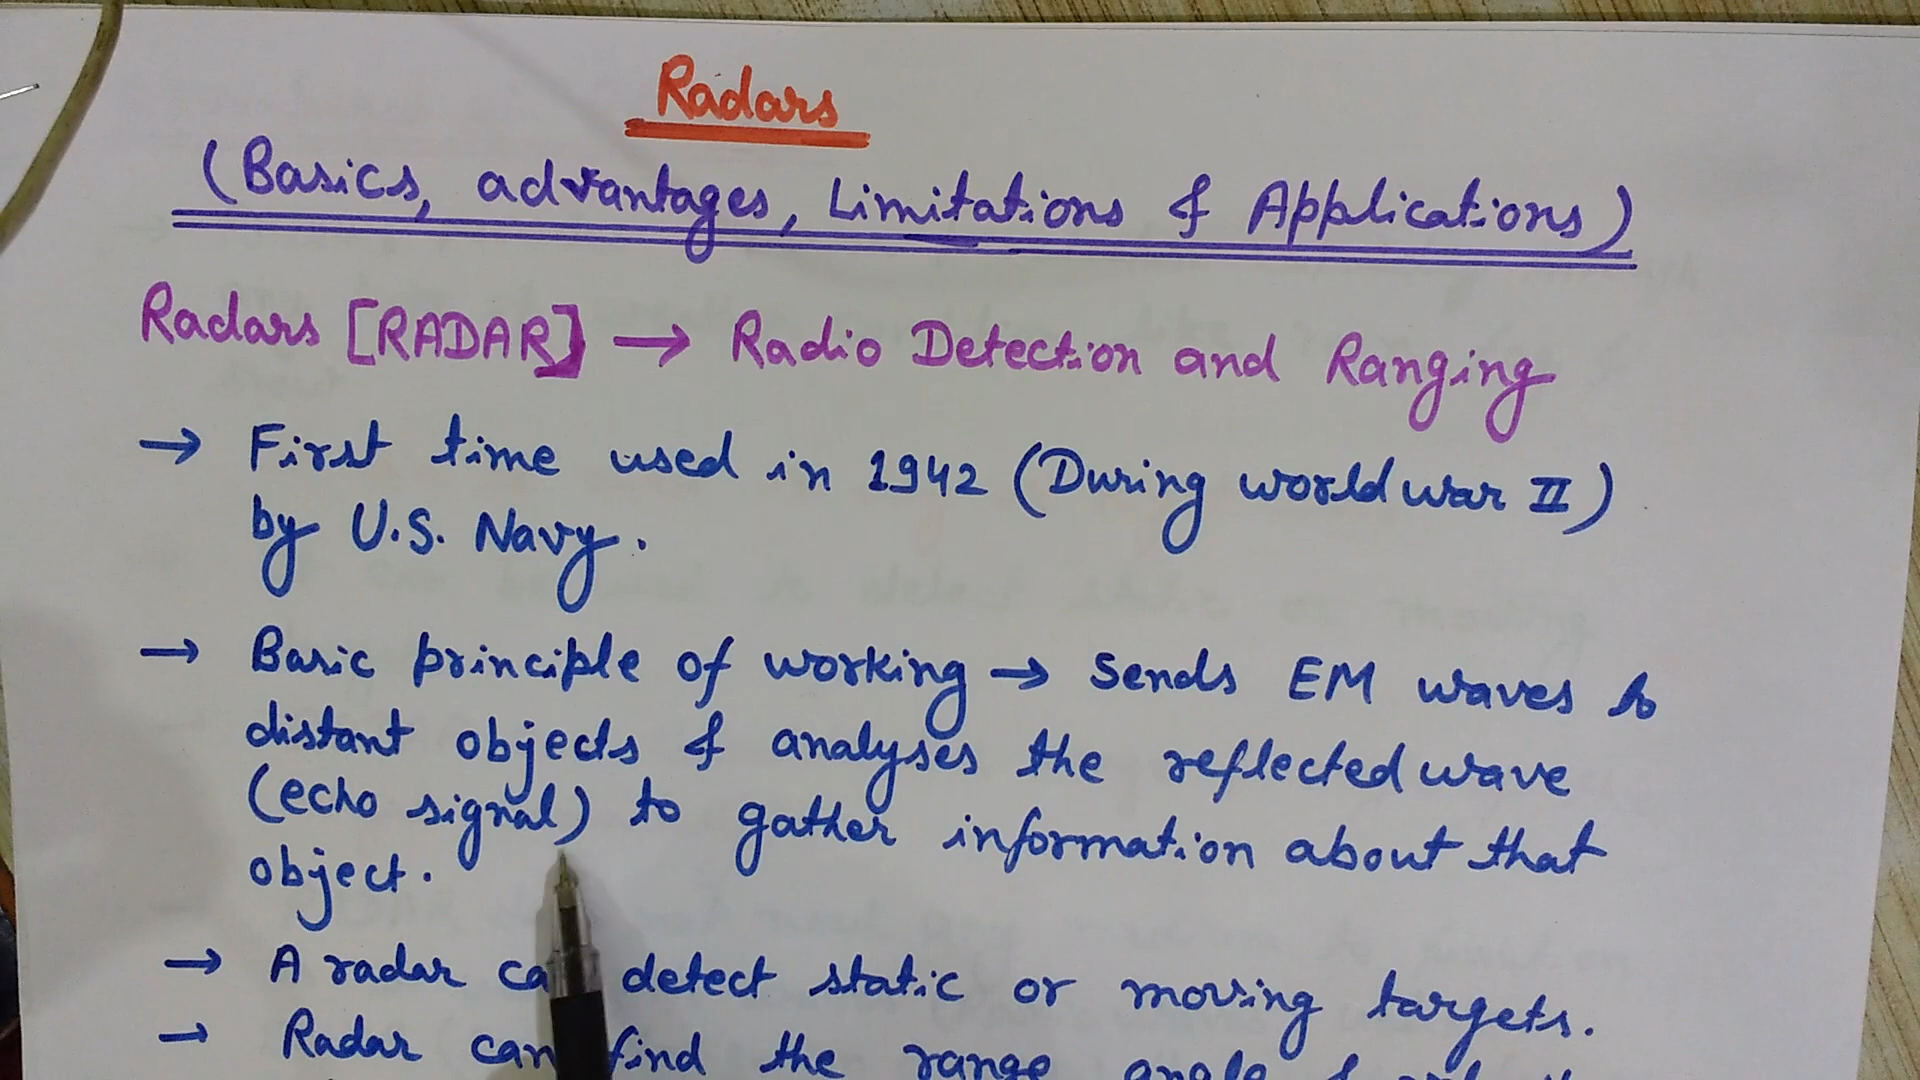 Radars
(Basics, advantages, Limitations & Applications)
Radars [RADAR] → Radio Detection and Ranging
→ First time used in 1942 (During world war II)
by U.S. Navy.
→ Basic principle of working → Sends EM waves to
distant objects & analyses the reflected wave
(echo signal) to gather information about that
object.
→ A radar ca detect static or moving targets.
→ Radar can find the range angle &